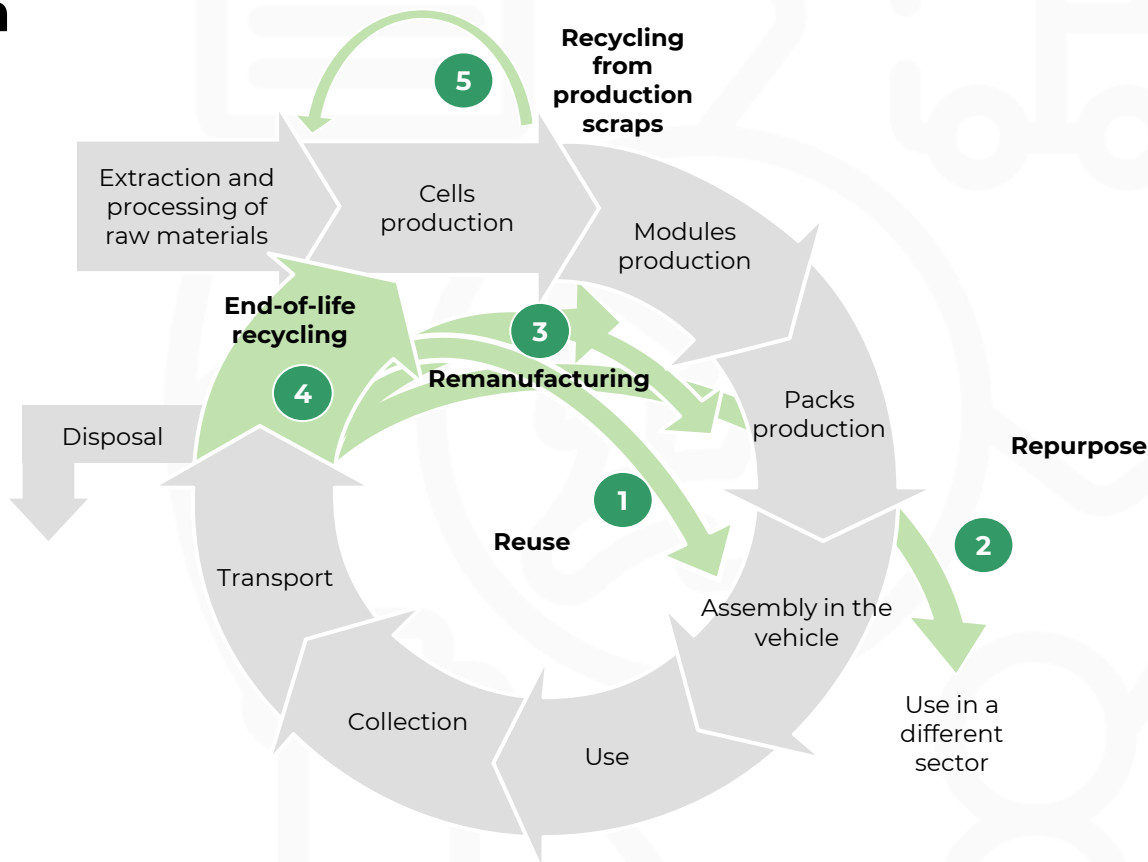 Recycling
from
production
scraps
5
Extraction and
processing of
raw materials
Cells
production
Modules
production
End-of-life
recycling
3
Remanufacturing
4
Disposal
Packs
production
Repurpose
1
Reuse
2
Transport
Assembly in the
vehicle
Collection
Use
Use in a
different
sector